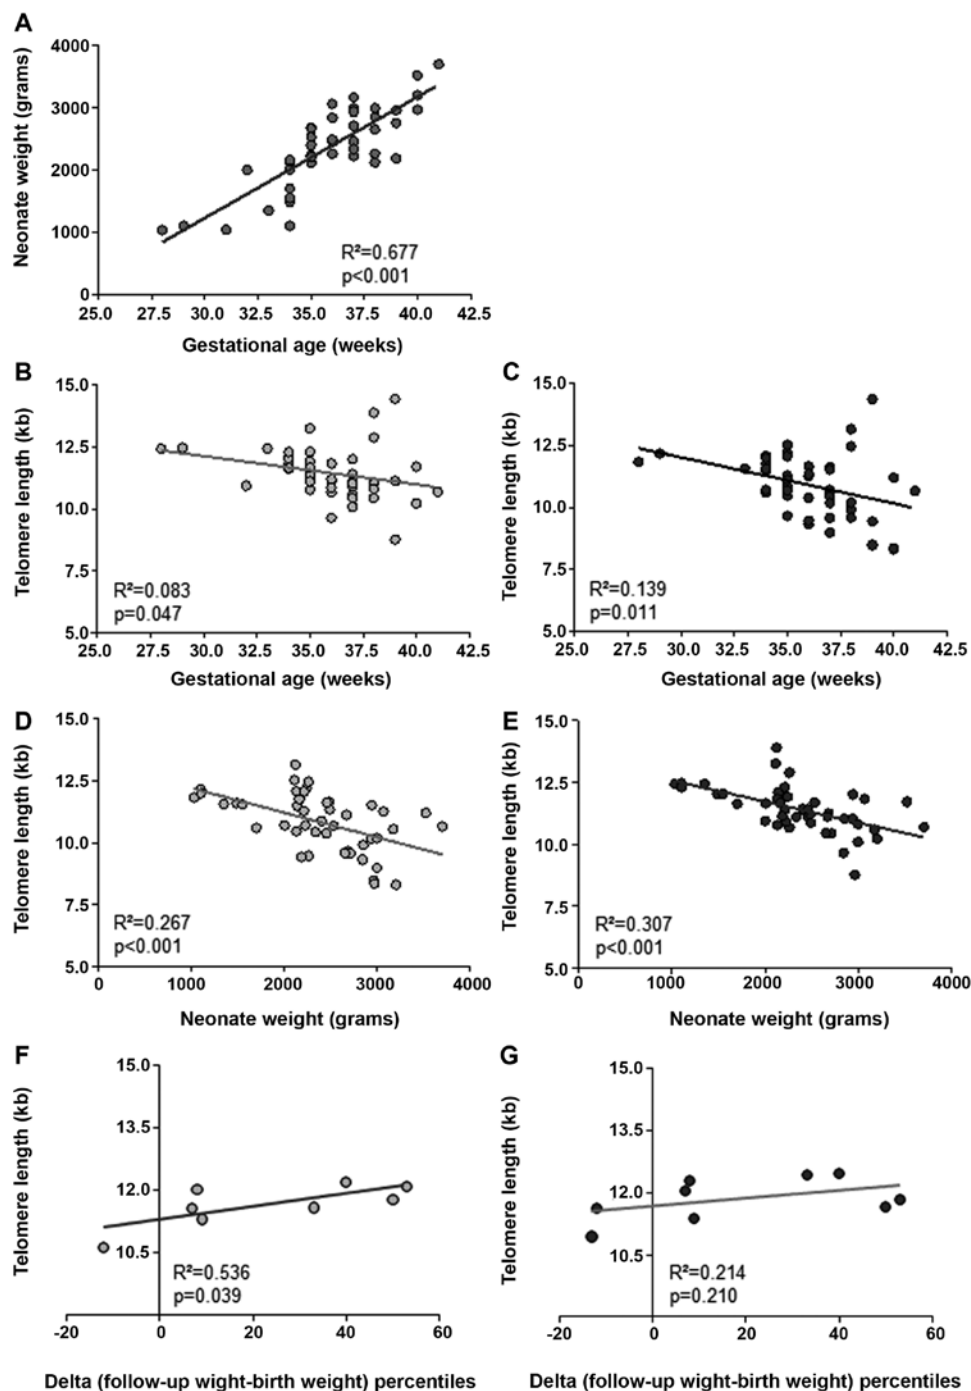 A
Neonate weight (grams)
4000
3000
2000
1000
0
R²=0.677
p<0.001
25.0 27.5 30.0 32.5 35.0 37.5 40.0 42.5
Gestational age (weeks)
B
Telomere length (kb)
15.0
12.5
10.0
7.5
5.0
R²=0.083
p=0.047
25.0 27.5 30.0 32.5 35.0 37.5 40.0 42.5
Gestational age (weeks)
C
Telomere length (kb)
15.0
12.5
10.0
7.5
5.0
R²=0.139
p=0.011
25.0 27.5 30.0 32.5 35.0 37.5 40.0 42.5
Gestational age (weeks)
D
Telomere length (kb)
15.0
12.5
10.0
7.5
5.0
R²=0.267
p<0.001
0 1000 2000 3000 4000
Neonate weight (grams)
E
Telomere length (kb)
15.0
12.5
10.0
7.5
5.0
R²=0.307
p<0.001
0 1000 2000 3000 4000
Neonate weight (grams)
F
Telomere length (kb)
15.0
13.5
12.0
10.5
R²=0.536
p=0.039
-20 0 20 40 60
Delta (follow-up wight-birth weight) percentiles
G
Telomere length (kb)
15.0
13.5
12.0
10.5
R²=0.214
p=0.210
-20 0 20 40 60
Delta (follow-up wight-birth weight) percentiles